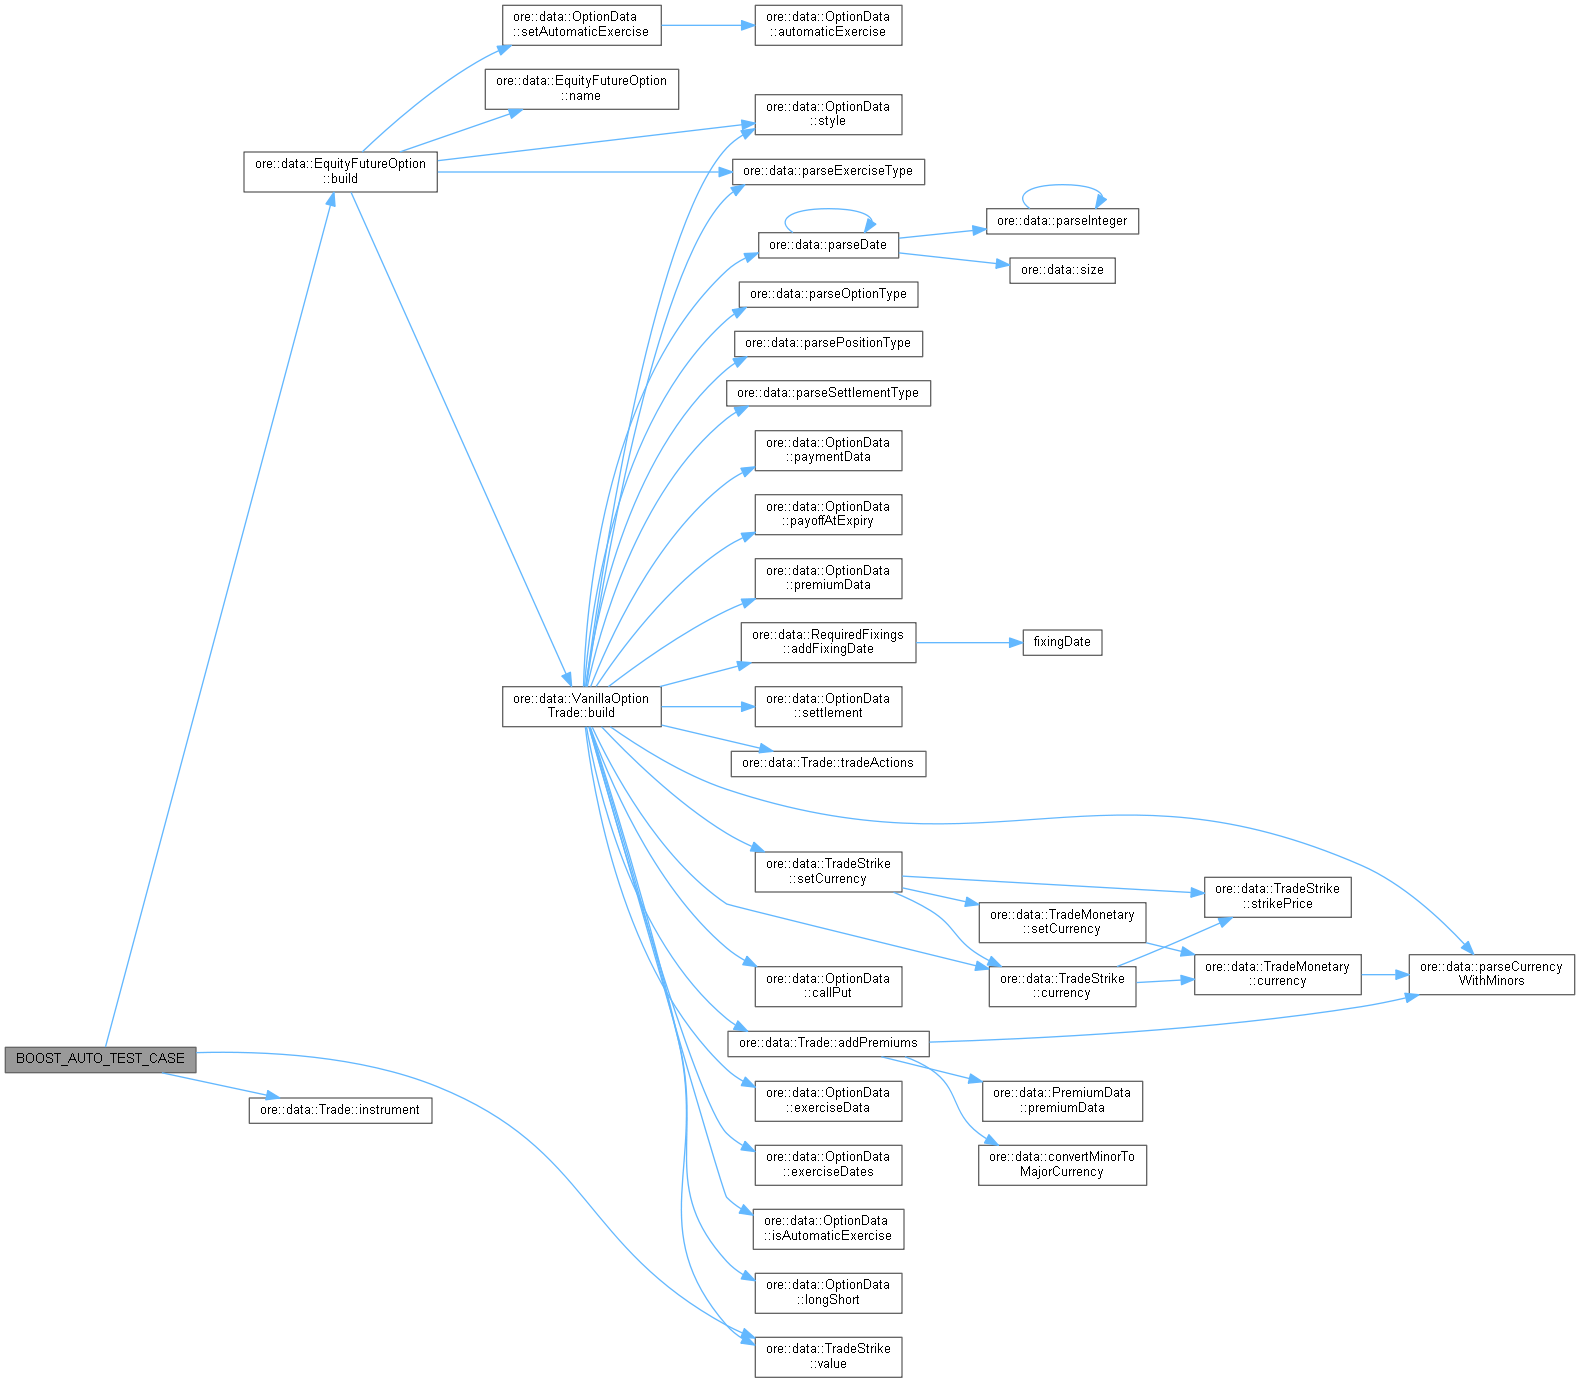 ore::data::OptionData
::setAutomaticExercise
ore::data::OptionData
::automaticExercise
ore::data::EquityFutureOption
::name
ore::data::OptionData
::style
ore::data::EquityFutureOption
::build
ore::data::parseExerciseType
ore::data::parseInteger
ore::data::parseDate
ore::data::size
ore::data::parseOptionType
ore::data::parsePositionType
ore::data::parseSettlementType
ore::data::OptionData
::paymentData
ore::data::OptionData
::payoffAtExpiry
ore::data::OptionData
::premiumData
ore::data::RequiredFixings
::addFixingDate
fixingDate
ore::data::VanillaOption
Trade::build
ore::data::OptionData
::settlement
ore::data::Trade::tradeActions
ore::data::TradeStrike
::setCurrency
ore::data::TradeStrike
::strikePrice
ore::data::TradeMonetary
::setCurrency
ore::data::TradeMonetary
::currency
ore::data::parseCurrency
WithMinors
ore::data::OptionData
::callPut
ore::data::TradeStrike
::currency
ore::data::Trade::addPremiums
BOOST_AUTO_TEST_CASE
ore::data::Trade::instrument
ore::data::OptionData
::exerciseData
ore::data::PremiumData
::premiumData
ore::data::OptionData
::exerciseDates
ore::data::convertMinorTo
MajorCurrency
ore::data::OptionData
::isAutomaticExercise
ore::data::OptionData
::longShort
ore::data::TradeStrike
::value